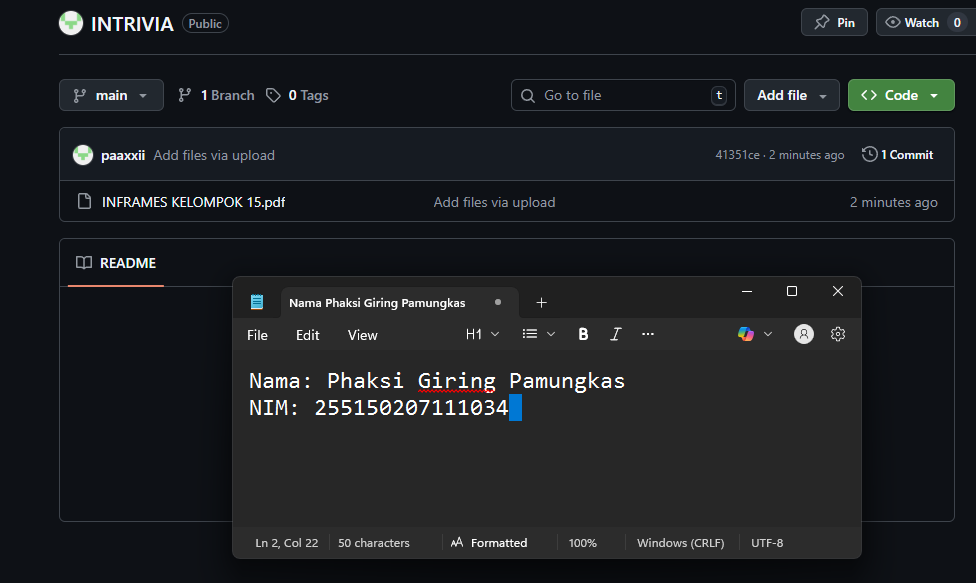 INTRIVIA Public
Pin
Watch 0
main
1 Branch
0 Tags
Go to file t
Add file
Code
paaxxii Add files via upload
41351ce · 2 minutes ago
1 Commit
INFRAMES KELOMPOK 15.pdf
Add files via upload
2 minutes ago
README
Nama Phaksi Giring Pamungkas
File Edit View H1 B I
Nama: Phaksi Giring Pamungkas
NIM: 255150207111034
Ln 2, Col 22 50 characters Formatted 100% Windows (CRLF) UTF-8